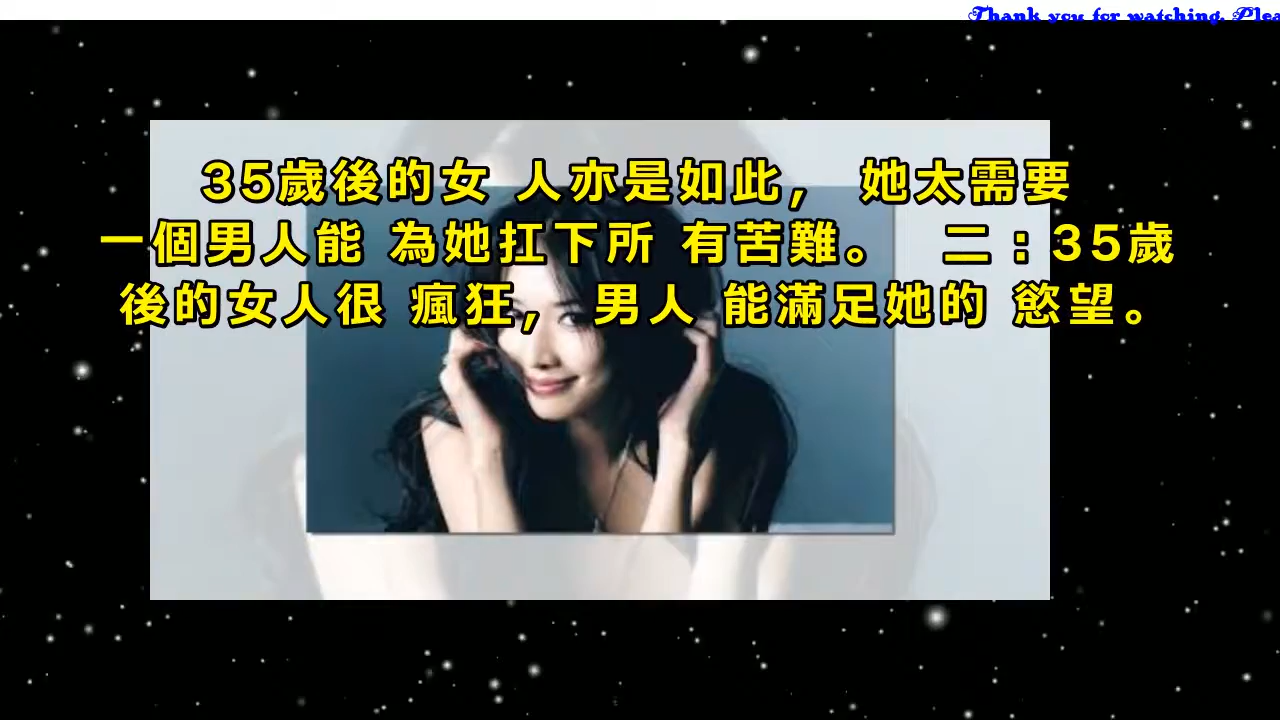 Thank you for watching. Plea
35歲後的女 人亦是如此， 她太需要
一個男人能 為她扛下所 有苦難。 二：35歲
後的女人很 瘋狂， 男人 能滿足她的 慾望。